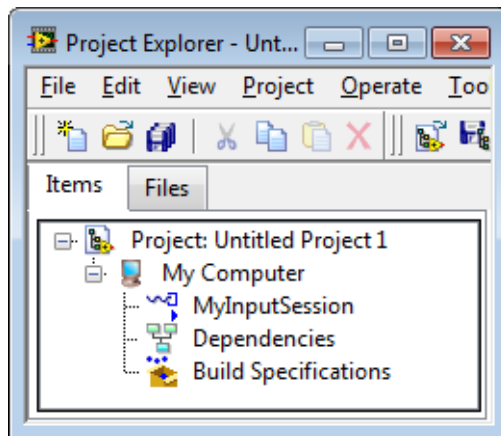 Project Explorer - Unt...
File Edit View Project Operate Too
Items Files
Project: Untitled Project 1
My Computer
MyInputSession
Dependencies
Build Specifications